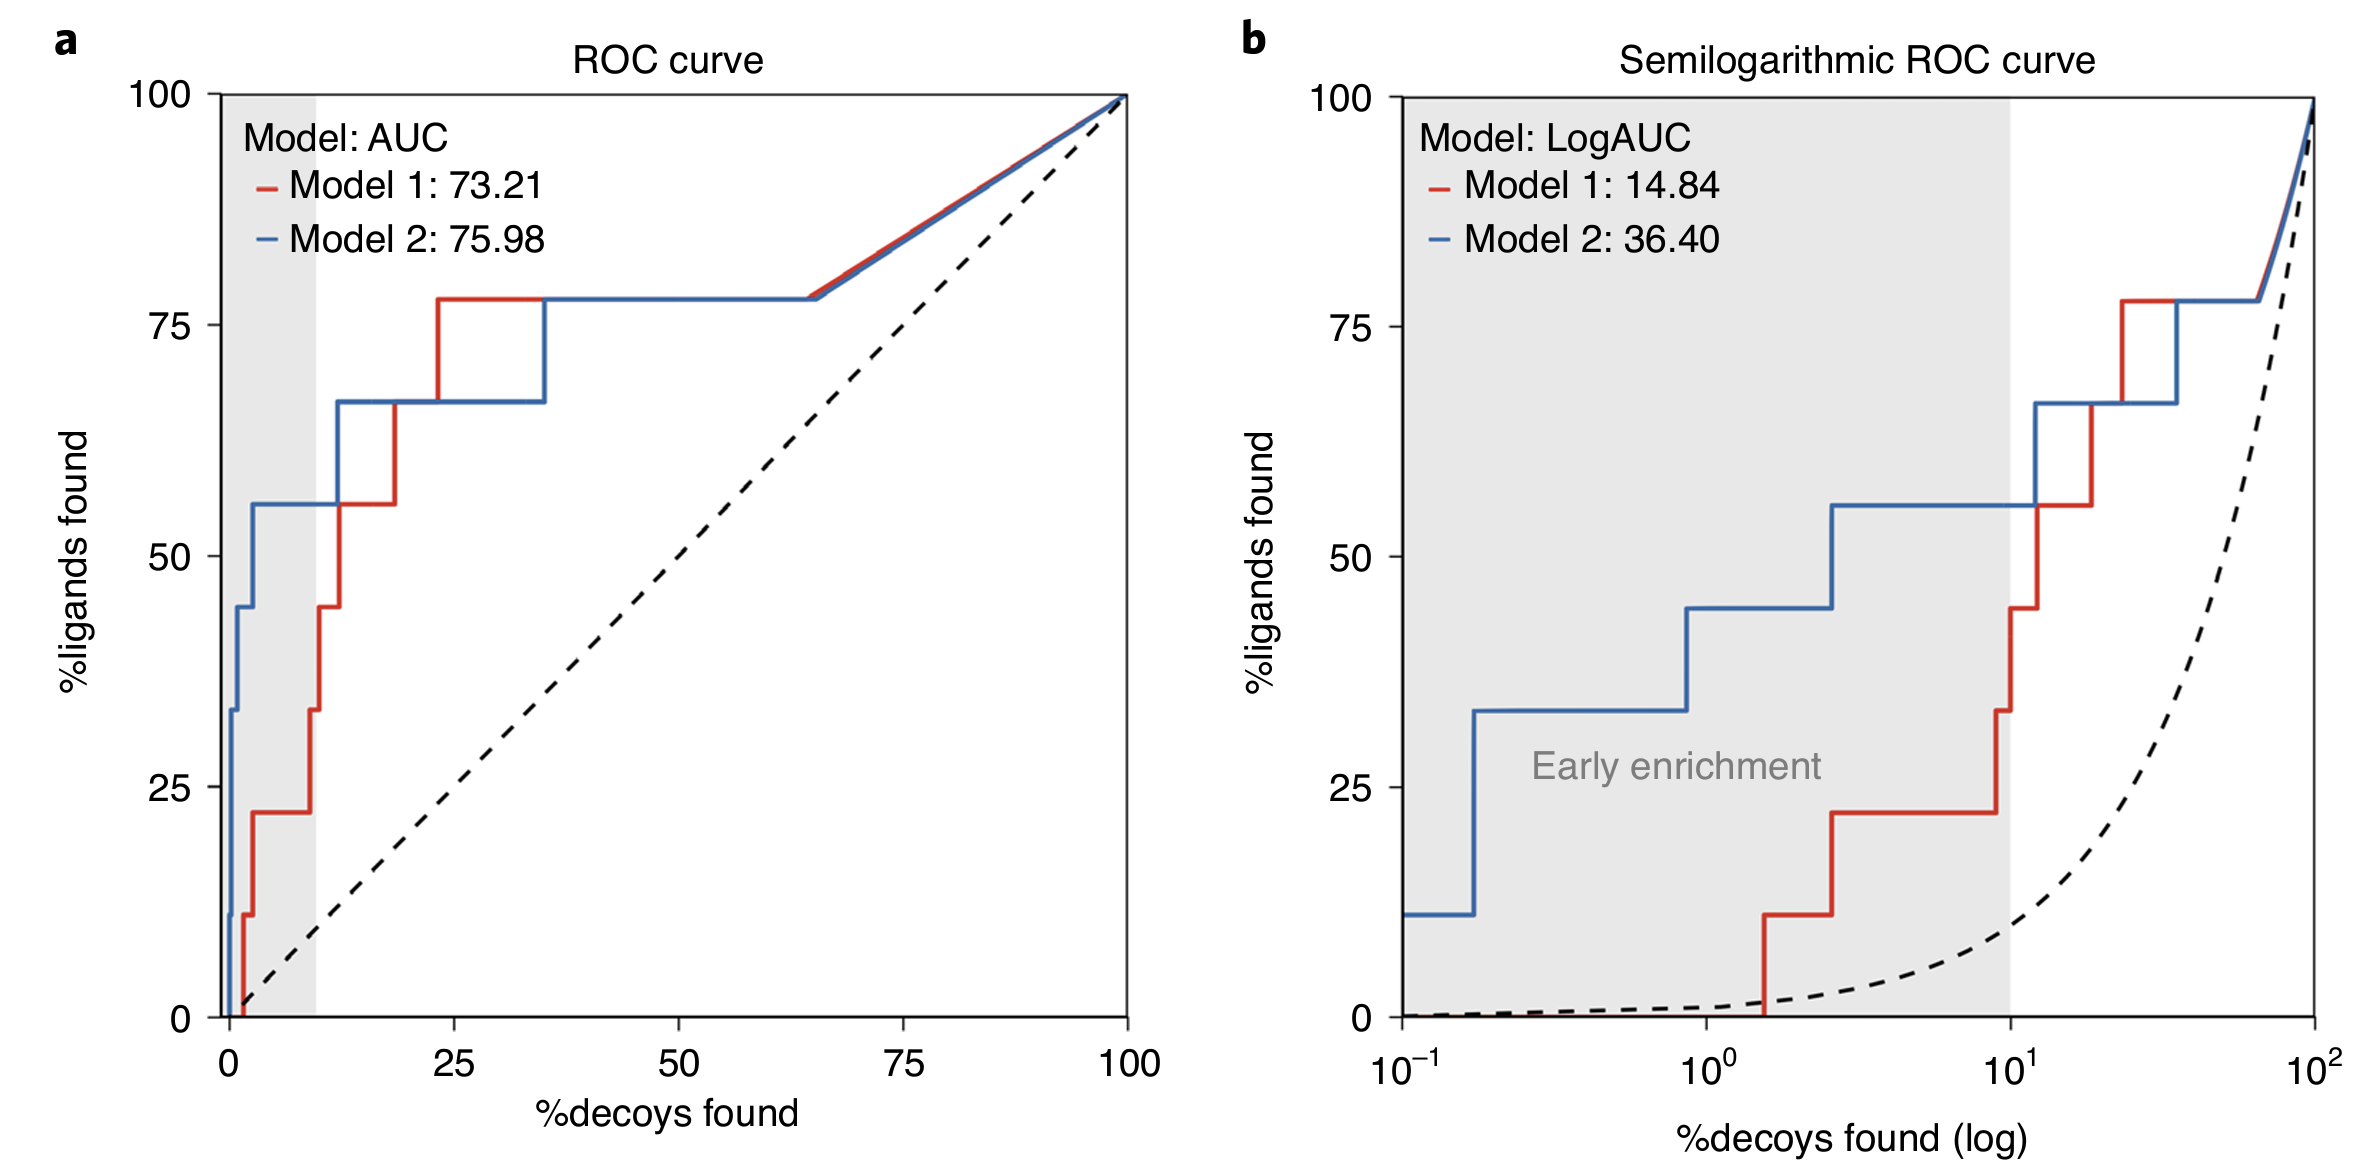 a
ROC curve
100
75
50
25
0
%ligands found
Model: AUC
Model 1: 73.21
Model 2: 75.98
0 25 50 75 100
%decoys found
b
Semilogarithmic ROC curve
100
75
50
25
0
%ligands found
Model: LogAUC
Model 1: 14.84
Model 2: 36.40
Early enrichment
10⁻¹ 10⁰ 10¹ 10²
%decoys found (log)